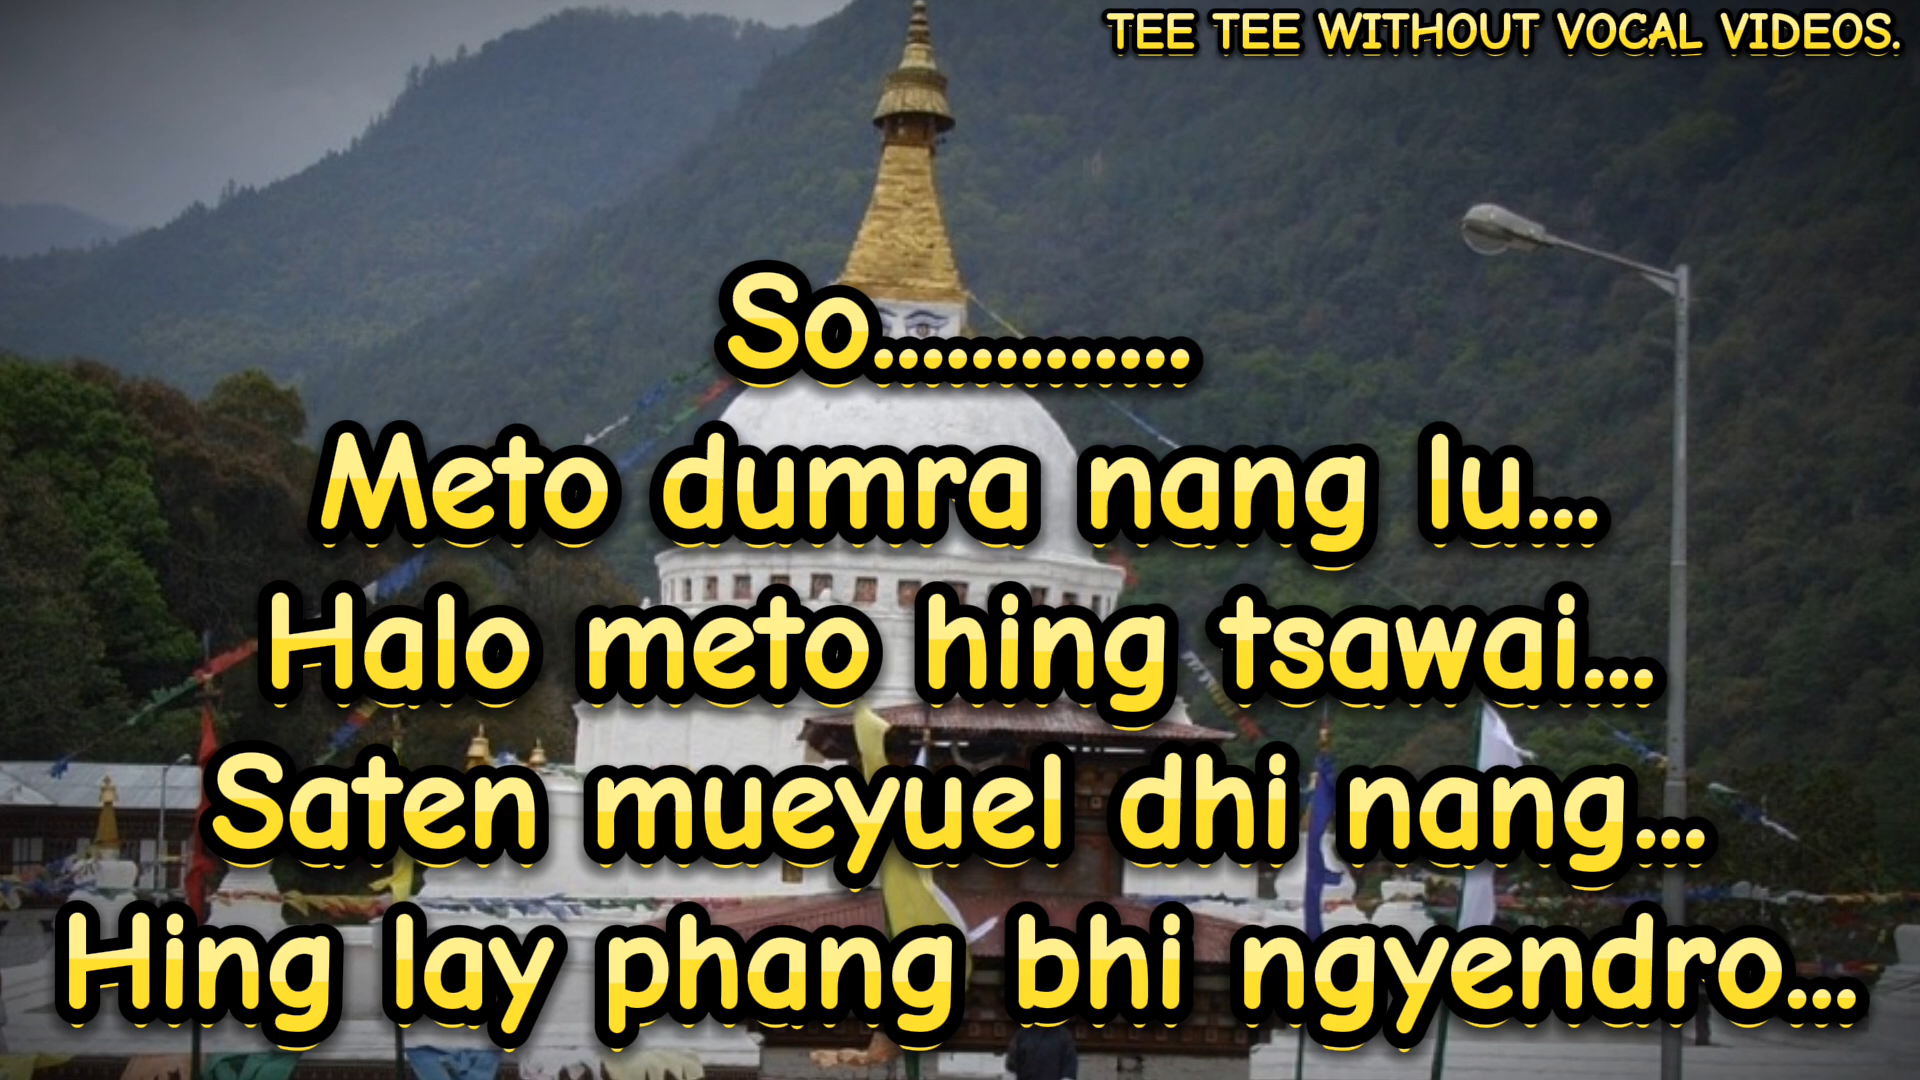 TEE TEE WITHOUT VOCAL VIDEOS.
So.............
Meto dumra nang lu...
Halo meto hing tsawai...
Saten mueyuel dhi nang...
Hing lay phang bhi ngyendro...